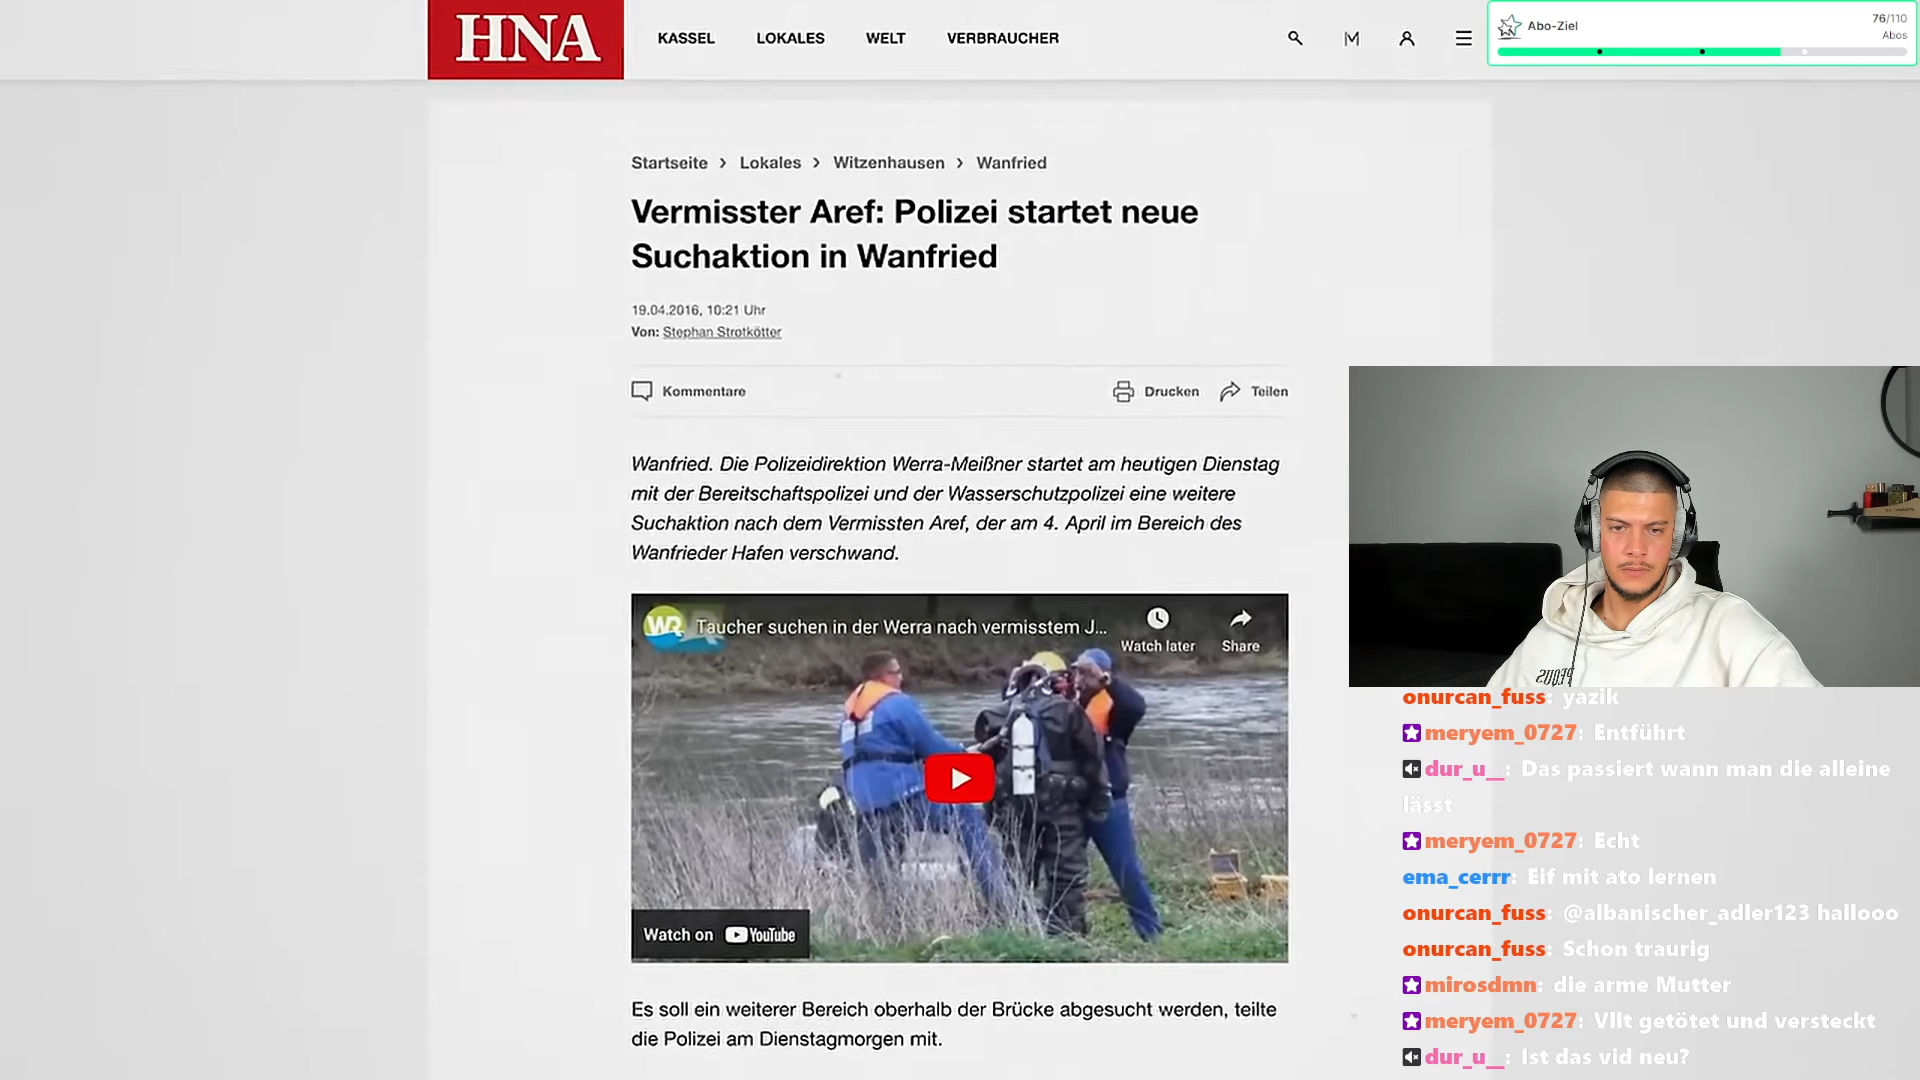 HNA
KASSEL
LOKALES
WELT
VERBRAUCHER
Abo-Ziel
76/110
Abos
Startseite > Lokales > Witzenhausen > Wanfried
Vermisster Aref: Polizei startet neue
Suchaktion in Wanfried
19.04.2016, 10:21 Uhr
Von: Stephan Strotkötter
Kommentare
Drucken
Teilen
Wanfried. Die Polizeidirektion Werra-Meißner startet am heutigen Dienstag
mit der Bereitschaftspolizei und der Wasserschutzpolizei eine weitere
Suchaktion nach dem Vermissten Aref, der am 4. April im Bereich des
Wanfrieder Hafen verschwand.
WR
Taucher suchen in der Werra nach vermisstem J...
Watch later
Share
Watch on YouTube
Es soll ein weiterer Bereich oberhalb der Brücke abgesucht werden, teilte
die Polizei am Dienstagmorgen mit.
onurcan_fuss: yazik
meryem_0727: Entführt
dur_u__: Das passiert wann man die alleine
lässt
meryem_0727: Echt
ema_cerrr: Eif mit ato lernen
onurcan_fuss: @albanischer_adler123 hallooo
onurcan_fuss: Schon traurig
mirosdmn: die arme Mutter
meryem_0727: Vllt getötet und versteckt
dur_u__: Ist das vid neu?